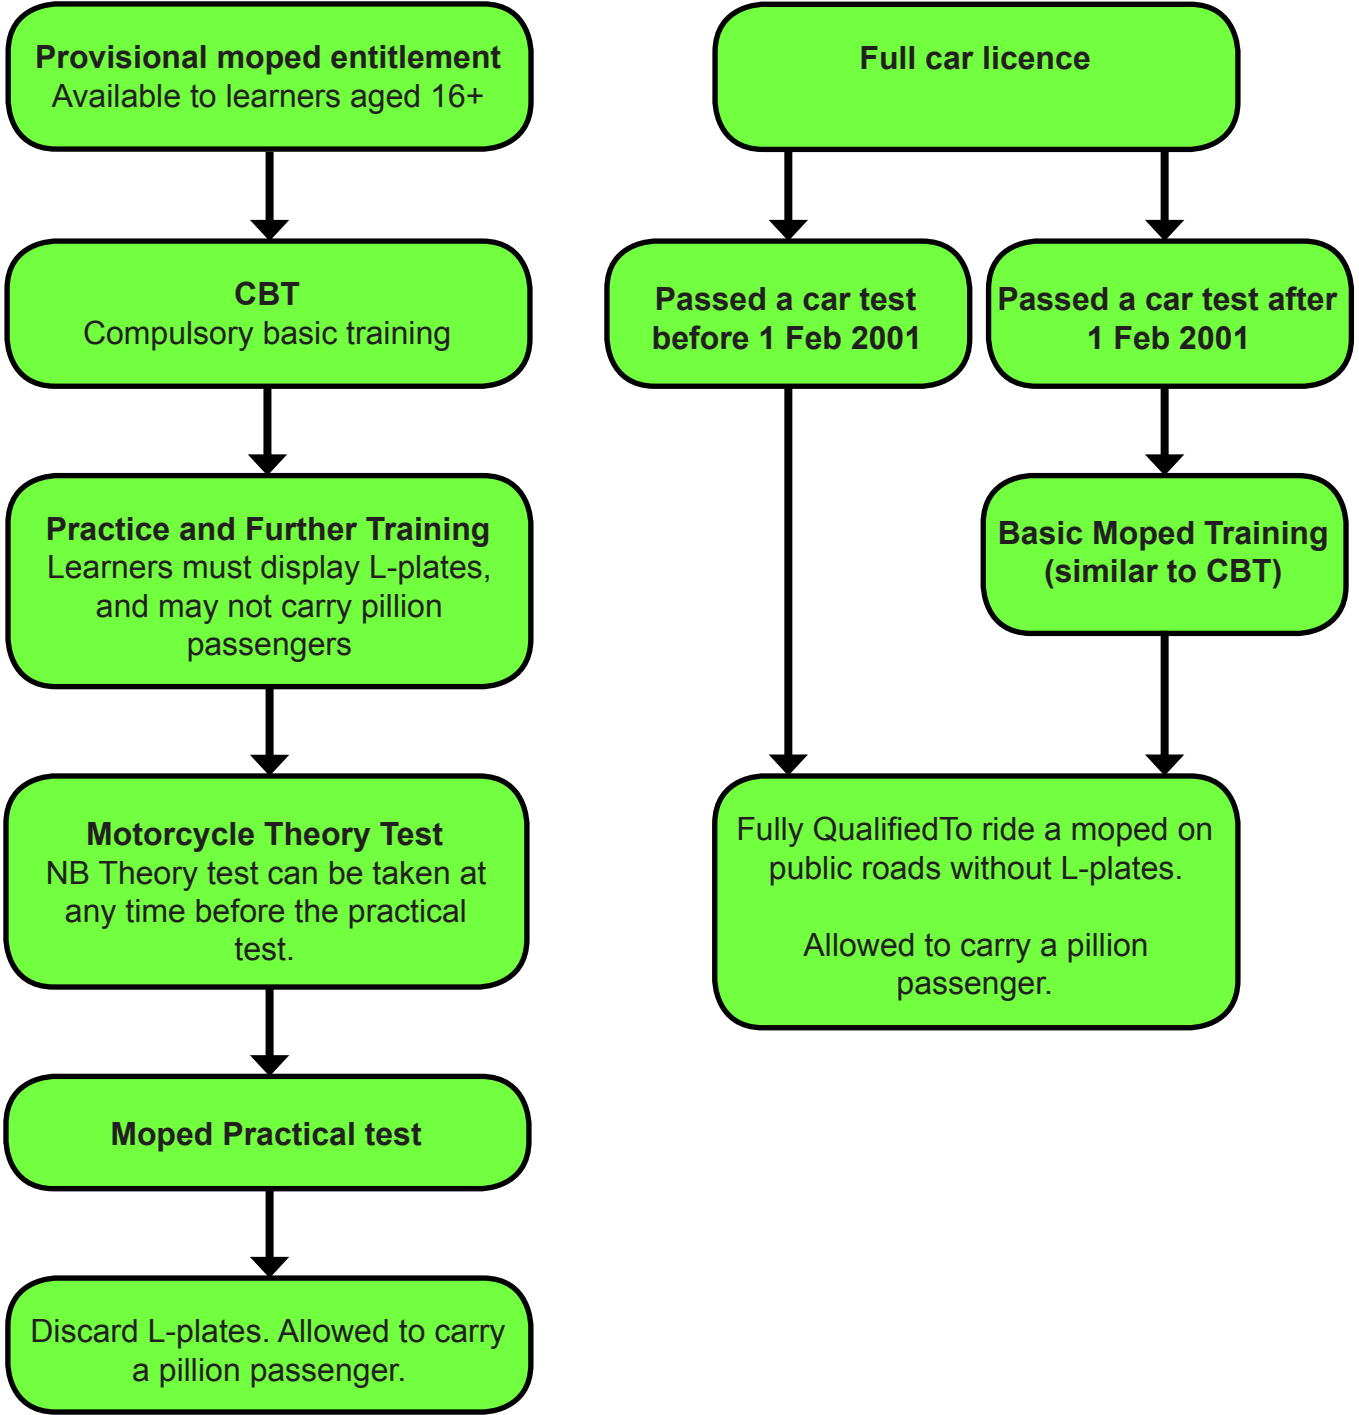 Provisional moped entitlement
Available to learners aged 16+
CBT
Compulsory basic training
Practice and Further Training
Learners must display L-plates,
and may not carry pillion
passengers
Motorcycle Theory Test
NB Theory test can be taken at
any time before the practical
test.
Moped Practical test
Discard L-plates. Allowed to carry
a pillion passenger.
Full car licence
Passed a car test
before 1 Feb 2001
Passed a car test after
1 Feb 2001
Basic Moped Training
(similar to CBT)
Fully QualifiedTo ride a moped on
public roads without L-plates.
Allowed to carry a pillion
passenger.